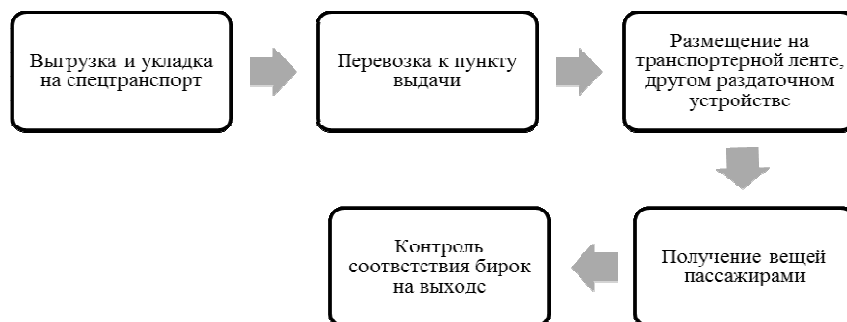 Выгрузка и укладка
на спецтранспорт
Перевозка к пункту
выдачи
Размещение на
транспортерной ленте,
другом раздаточном
устройстве
Получение вещей
пассажирами
Контроль
соответствия бирок
на выходе